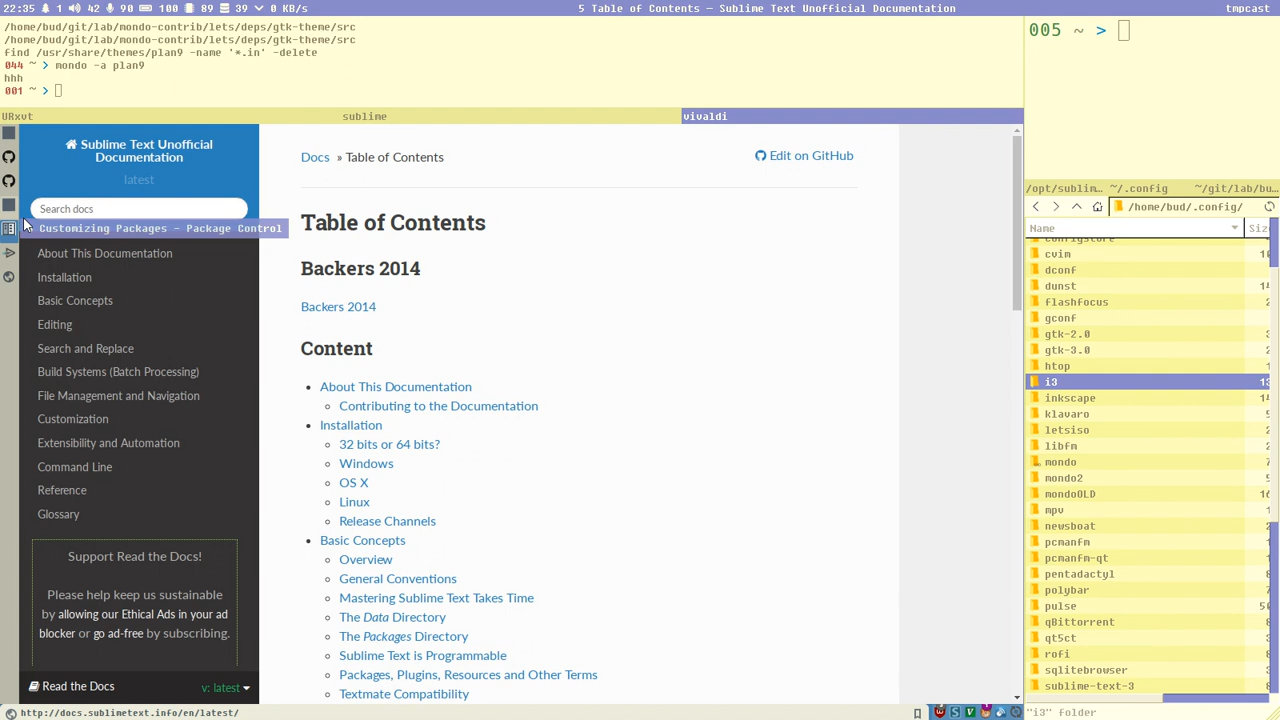 22:35 1 42 90 100 89 39 0 KB/s
5 Table of Contents — Sublime Text Unofficial Documentation
tmpcast
/home/bud/git/lab/mondo-contrib/lets/deps/gtk-theme/src
/home/bud/git/lab/mondo-contrib/lets/deps/gtk-theme/src
find /usr/share/themes/plan9 -name '*.in' -delete
044 ~ > mondo -a plan9
hhh
001 ~ >
005 ~ >
URxvt
sublime
vivaldi
Sublime Text Unofficial
Documentation
latest
Search docs
Customizing Packages — Package Control
About This Documentation
Installation
Basic Concepts
Editing
Search and Replace
Build Systems (Batch Processing)
File Management and Navigation
Customization
Extensibility and Automation
Command Line
Reference
Glossary
Support Read the Docs!
Please help keep us sustainable
by allowing our Ethical Ads in your ad
blocker or go ad-free by subscribing.
Read the Docs
v: latest
Docs » Table of Contents
Edit on GitHub
Table of Contents
Backers 2014
Backers 2014
Content
About This Documentation
Contributing to the Documentation
Installation
32 bits or 64 bits?
Windows
OS X
Linux
Release Channels
Basic Concepts
Overview
General Conventions
Mastering Sublime Text Takes Time
The Data Directory
The Packages Directory
Sublime Text is Programmable
Packages, Plugins, Resources and Other Terms
Textmate Compatibility
http://docs.sublimetext.info/en/latest/
/opt/sublim... ~/.config ~/git/lab/bu...
/home/bud/.config/
Name Size
configstore
cvim
dconf
dunst
flashfocus
gconf
gtk-2.0
gtk-3.0
htop
i3
inkscape
klavaro
letsiso
libfm
mondo
mondo2
mondoOLD
mpv
newsboat
pcmanfm
pcmanfm-qt
pentadactyl
polybar
pulse
qBittorrent
qt5ct
rofi
sqlitebrowser
sublime-text-3
"i3" folder